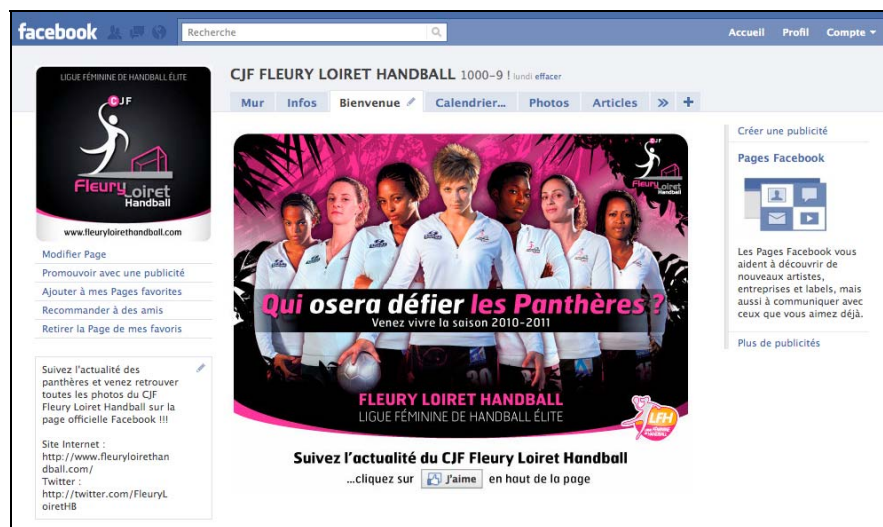 facebook
Recherche
Accueil Profil Compte
LIGUE FÉMININE DE HANDBALL ÉLITE
CJF
Fleury Loiret
Handball
www.fleuryloirethandball.com
Modifier Page
Promouvoir avec une publicité
Ajouter à mes Pages favorites
Recommander à des amis
Retirer la Page de mes favoris
Suivez l'actualité des
panthères et venez retrouver
toutes les photos du CJF
Fleury Loiret Handball sur la
page officielle Facebook !!!
Site Internet :
http://www.fleuryloirethan
dball.com/
Twitter :
http://twitter.com/FleuryL
oiretHB
CJF FLEURY LOIRET HANDBALL 1000-9 ! lundi effacer
Mur Infos Bienvenue Calendrier... Photos Articles » +
CJF
Fleury Loiret
Handball
Qui osera défier les Panthères ?
Venez vivre la saison 2010-2011
FLEURY LOIRET HANDBALL
LIGUE FÉMININE DE HANDBALL ÉLITE
LFH
Suivez l'actualité du CJF Fleury Loiret Handball
...cliquez sur J'aime en haut de la page
Créer une publicité
Pages Facebook
Les Pages Facebook vous
aident à découvrir de
nouveaux artistes,
entreprises et labels, mais
aussi à communiquer avec
ceux que vous aimez déjà.
Plus de publicités